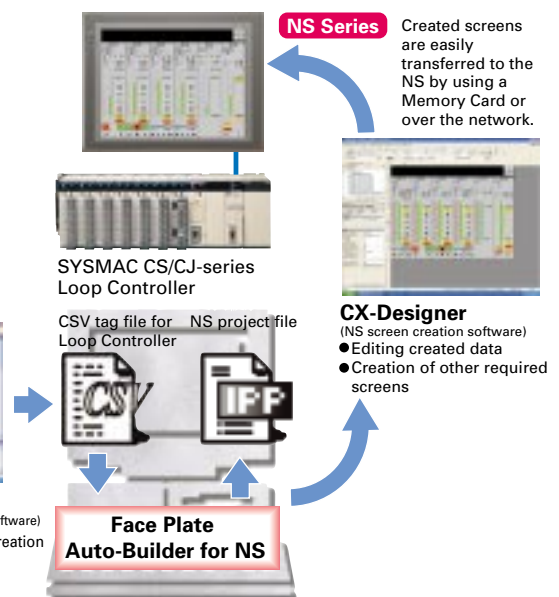 NS Series
Created screens
are easily
transferred to the
NS by using a
Memory Card or
over the network.
SYSMAC CS/CJ-series
Loop Controller
CX-Designer
(NS screen creation software)
●Editing created data
●Creation of other required
screens
CSV tag file for
Loop Controller
NS project file
CSV
IPP
Face Plate
Auto-Builder for NS